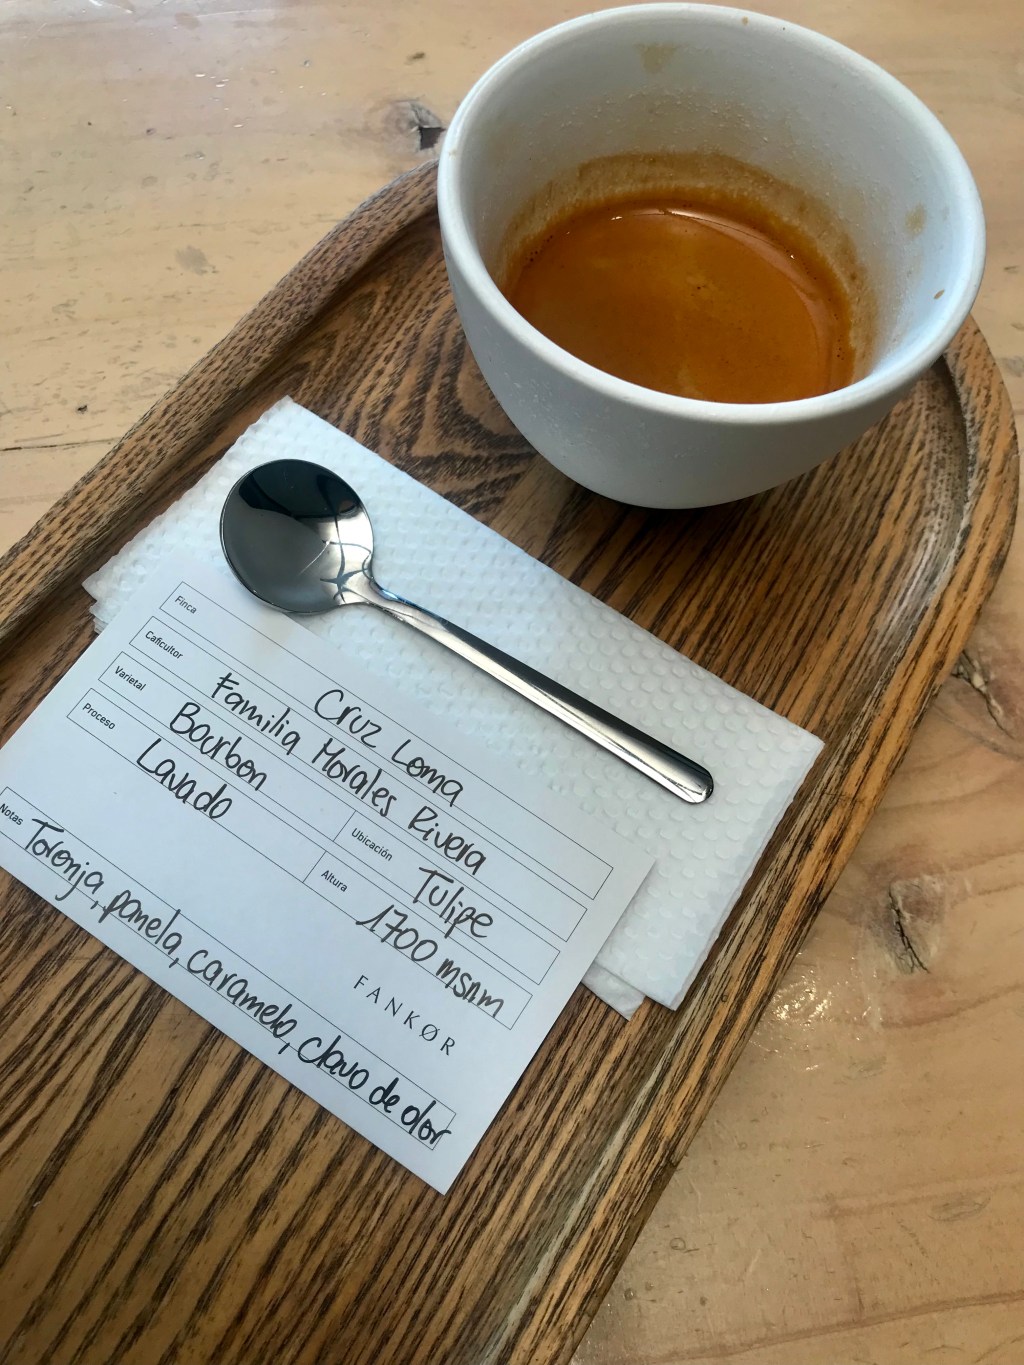 Finca Cruz Loma
Caficultor Familia Morales Rivera
Varietal Bourbon Ubicación Tulipe
Proceso Lavado Altura 1700 msnm
FANKØR
Notas Toronja, panela, caramelo, clavo de olor